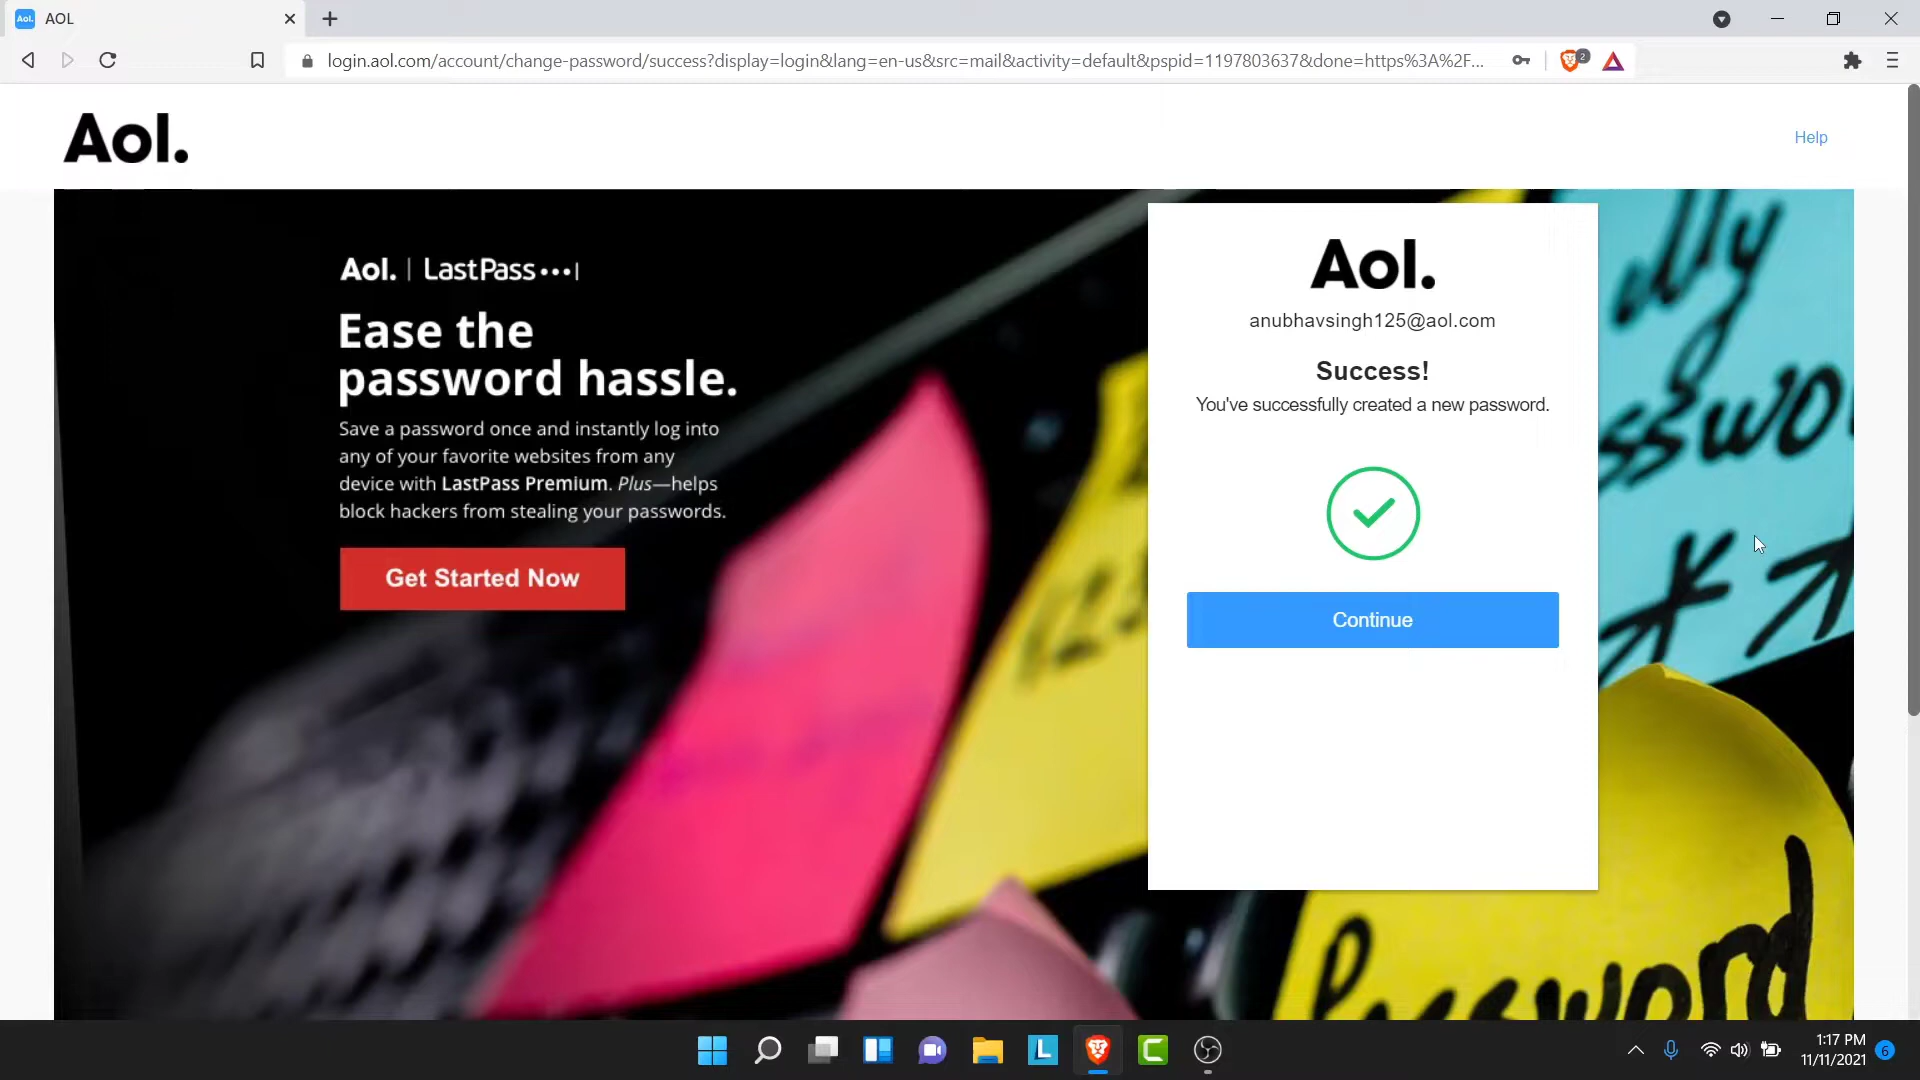 AOL
login.aol.com/account/change-password/success?display=login&lang=en-us&src=mail&activity=default&pspid=1197803637&done=https%3A%2F...
2
Aol.
Help
Aol. | LastPass •••|
Ease the
password hassle.
Save a password once and instantly log into
any of your favorite websites from any
device with LastPass Premium. Plus—helps
block hackers from stealing your passwords.
Get Started Now
Aol.
anubhavsingh125@aol.com
Success!
You've successfully created a new password.
Continue
password
1:17 PM
11/11/2021
6